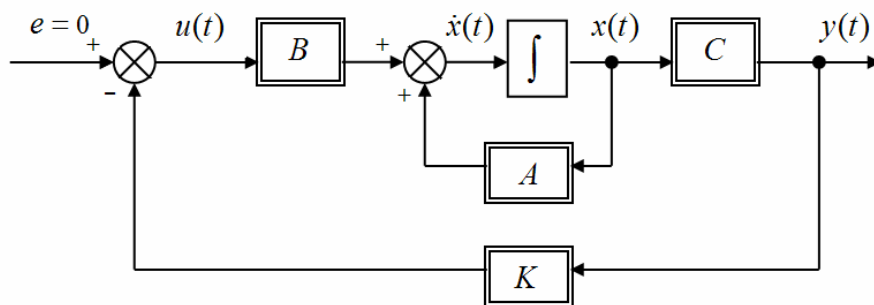 e = 0
+
-
u(t)
B
+
+
ẋ(t)
∫
x(t)
C
y(t)
A
K